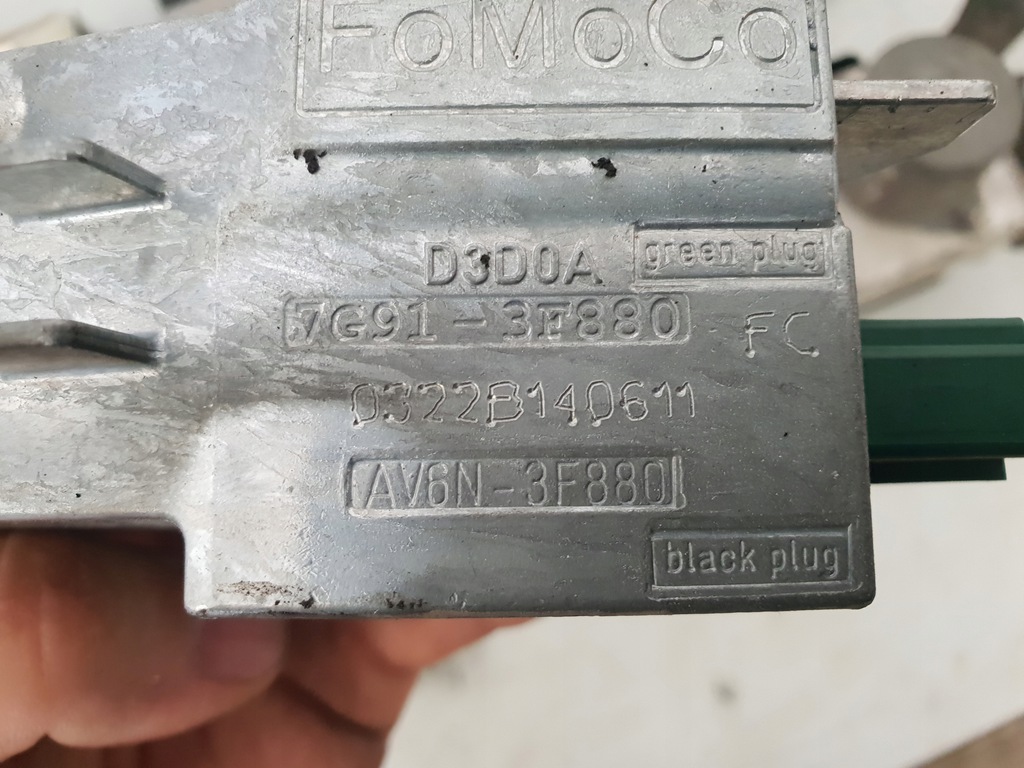 FoMoCo
D3D0A
green plug
7G91-3F880
FC
0322B140611
AV6N-3F880
black plug